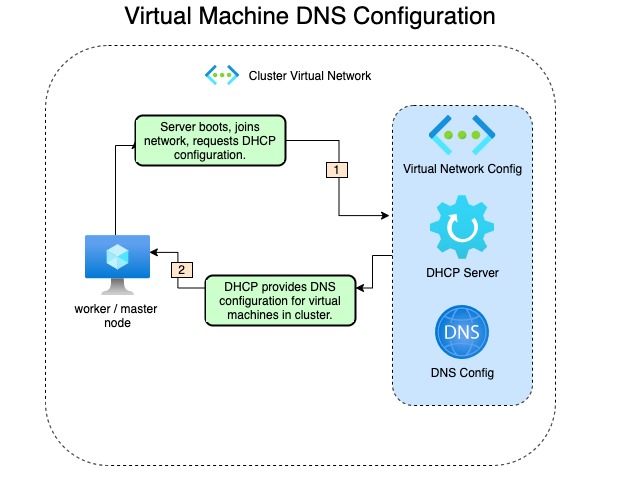 Virtual Machine DNS Configuration
Cluster Virtual Network
Server boots, joins
network, requests DHCP
configuration.
1
Virtual Network Config
DHCP Server
2
DHCP provides DNS
configuration for virtual
machines in cluster.
worker / master
node
DNS
DNS Config